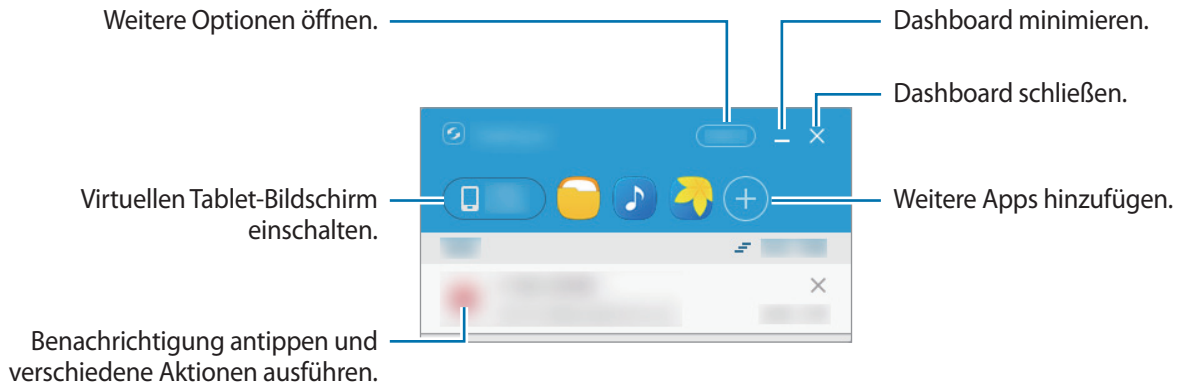 Weitere Optionen öffnen.
Dashboard minimieren.
Dashboard schließen.
Virtuellen Tablet-Bildschirm
einschalten.
Weitere Apps hinzufügen.
Benachrichtigung antippen und
verschiedene Aktionen ausführen.